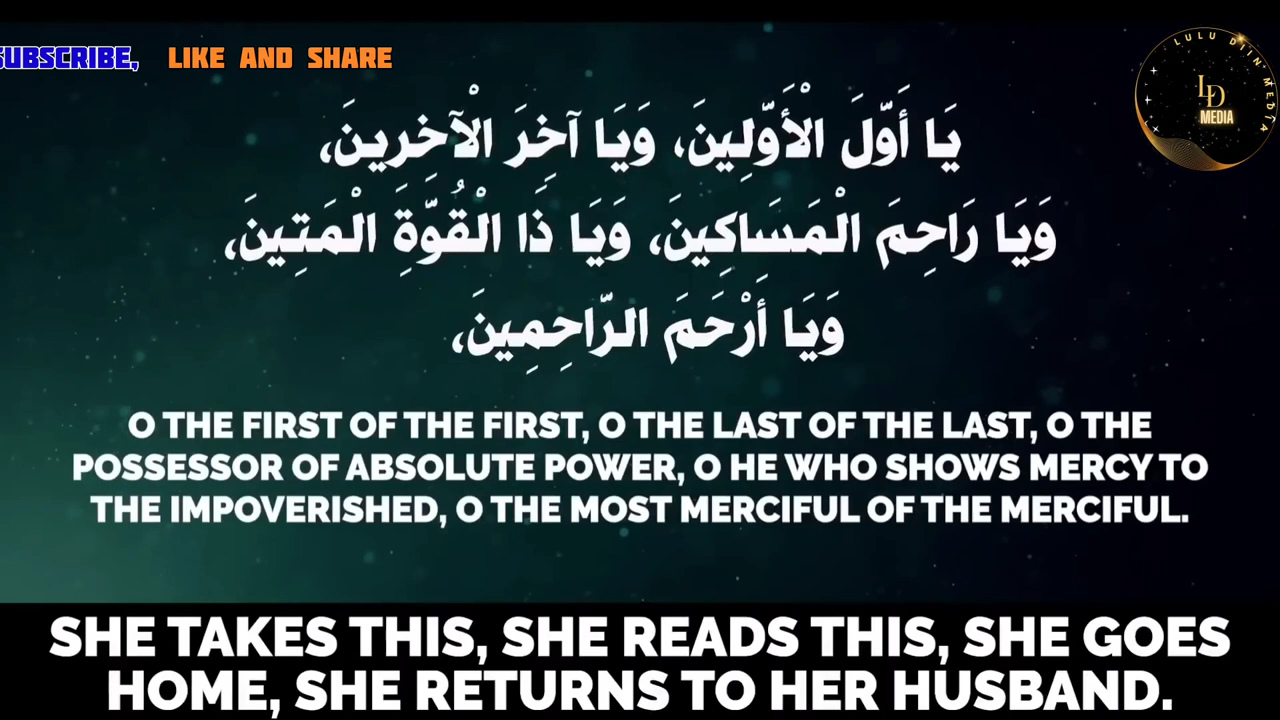 SUBSCRIBE, LIKE AND SHARE
LULU DIIN MEDIA
LD
MEDIA
يَا أَوَّلَ الْأَوَّلِينَ، وَيَا آخِرَ الْآخِرِينَ،
وَيَا رَاحِمَ الْمَسَاكِينَ، وَيَا ذَا الْقُوَّةِ الْمَتِينَ،
وَيَا أَرْحَمَ الرَّاحِمِينَ،
O THE FIRST OF THE FIRST, O THE LAST OF THE LAST, O THE
POSSESSOR OF ABSOLUTE POWER, O HE WHO SHOWS MERCY TO
THE IMPOVERISHED, O THE MOST MERCIFUL OF THE MERCIFUL.
SHE TAKES THIS, SHE READS THIS, SHE GOES
HOME, SHE RETURNS TO HER HUSBAND.